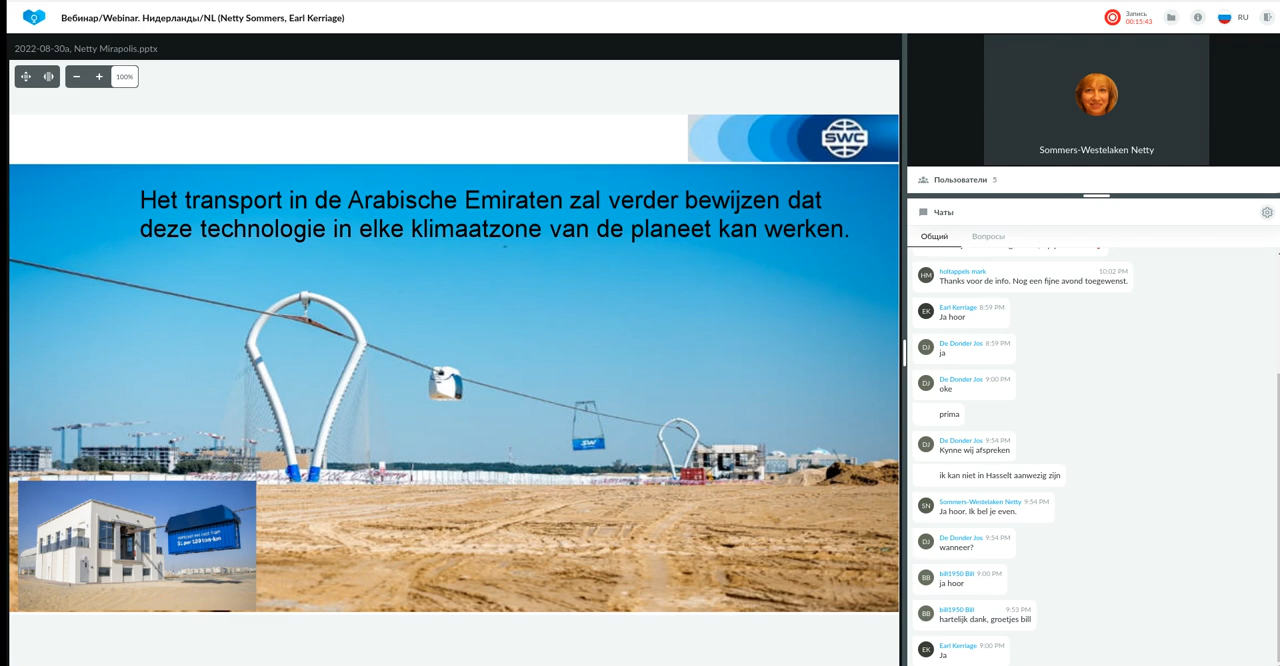 Вебинар/Webinar. Нидерланды/NL (Netty Sommers, Earl Kerriage)
Запись
00:15:43
RU
2022-08-30a, Netty Mirapolis.pptx
100%
SWC
Het transport in de Arabische Emiraten zal verder bewijzen dat
deze technologie in elke klimaatzone van de planeet kan werken.
Sommers-Westelaken Netty
Пользователи 5
Чаты
Общий Вопросы
HM holtappels mark 10:02 PM
Thanks voor de info. Nog een fijne avond toegewenst.
EK Earl Kerriage 8:59 PM
Ja hoor
DJ De Donder Jos 8:59 PM
ja
DJ De Donder Jos 9:00 PM
oke
prima
DJ De Donder Jos 9:54 PM
Kynne wij afspreken
ik kan niet in Hasselt aanwezig zijn
SN Sommers-Westelaken Netty 9:54 PM
Ja hoor. Ik bel je even.
DJ De Donder Jos 9:54 PM
wanneer?
BB bill1950 Bill 9:00 PM
ja hoor
BB bill1950 Bill 9:53 PM
hartelijk dank, groetjes bill
EK Earl Kerriage 9:00 PM
Ja